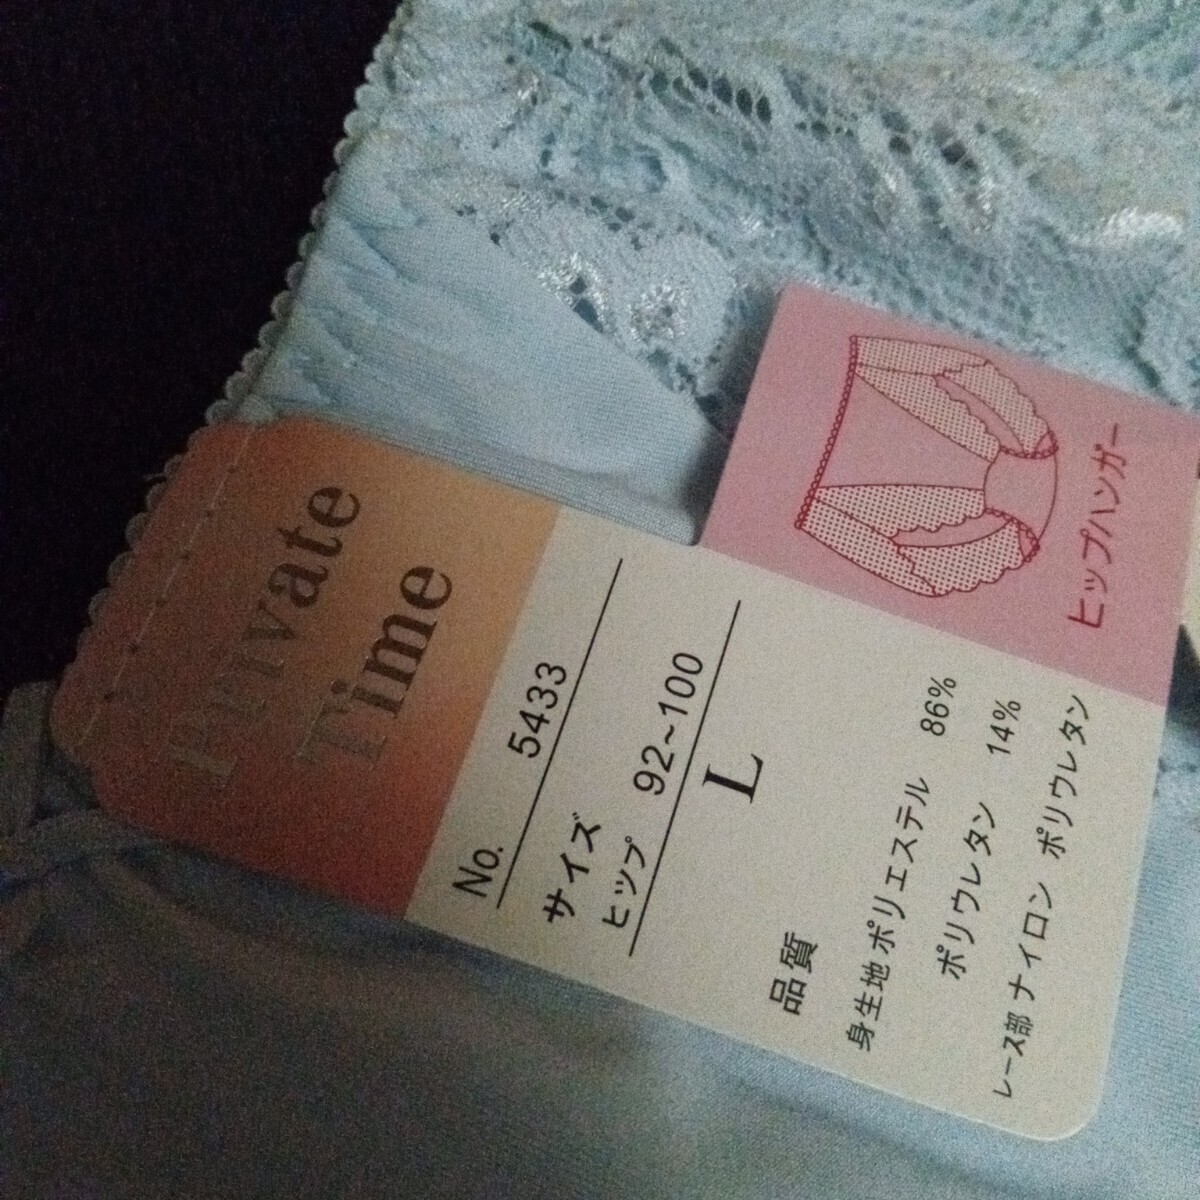 Private
Time
No. 5433
サイズ
ヒップ 92~100
L
品質
身生地 ポリエステル 86%
ポリウレタン 14%
レース部 ナイロン ポリウレタン
ヒップハンガー